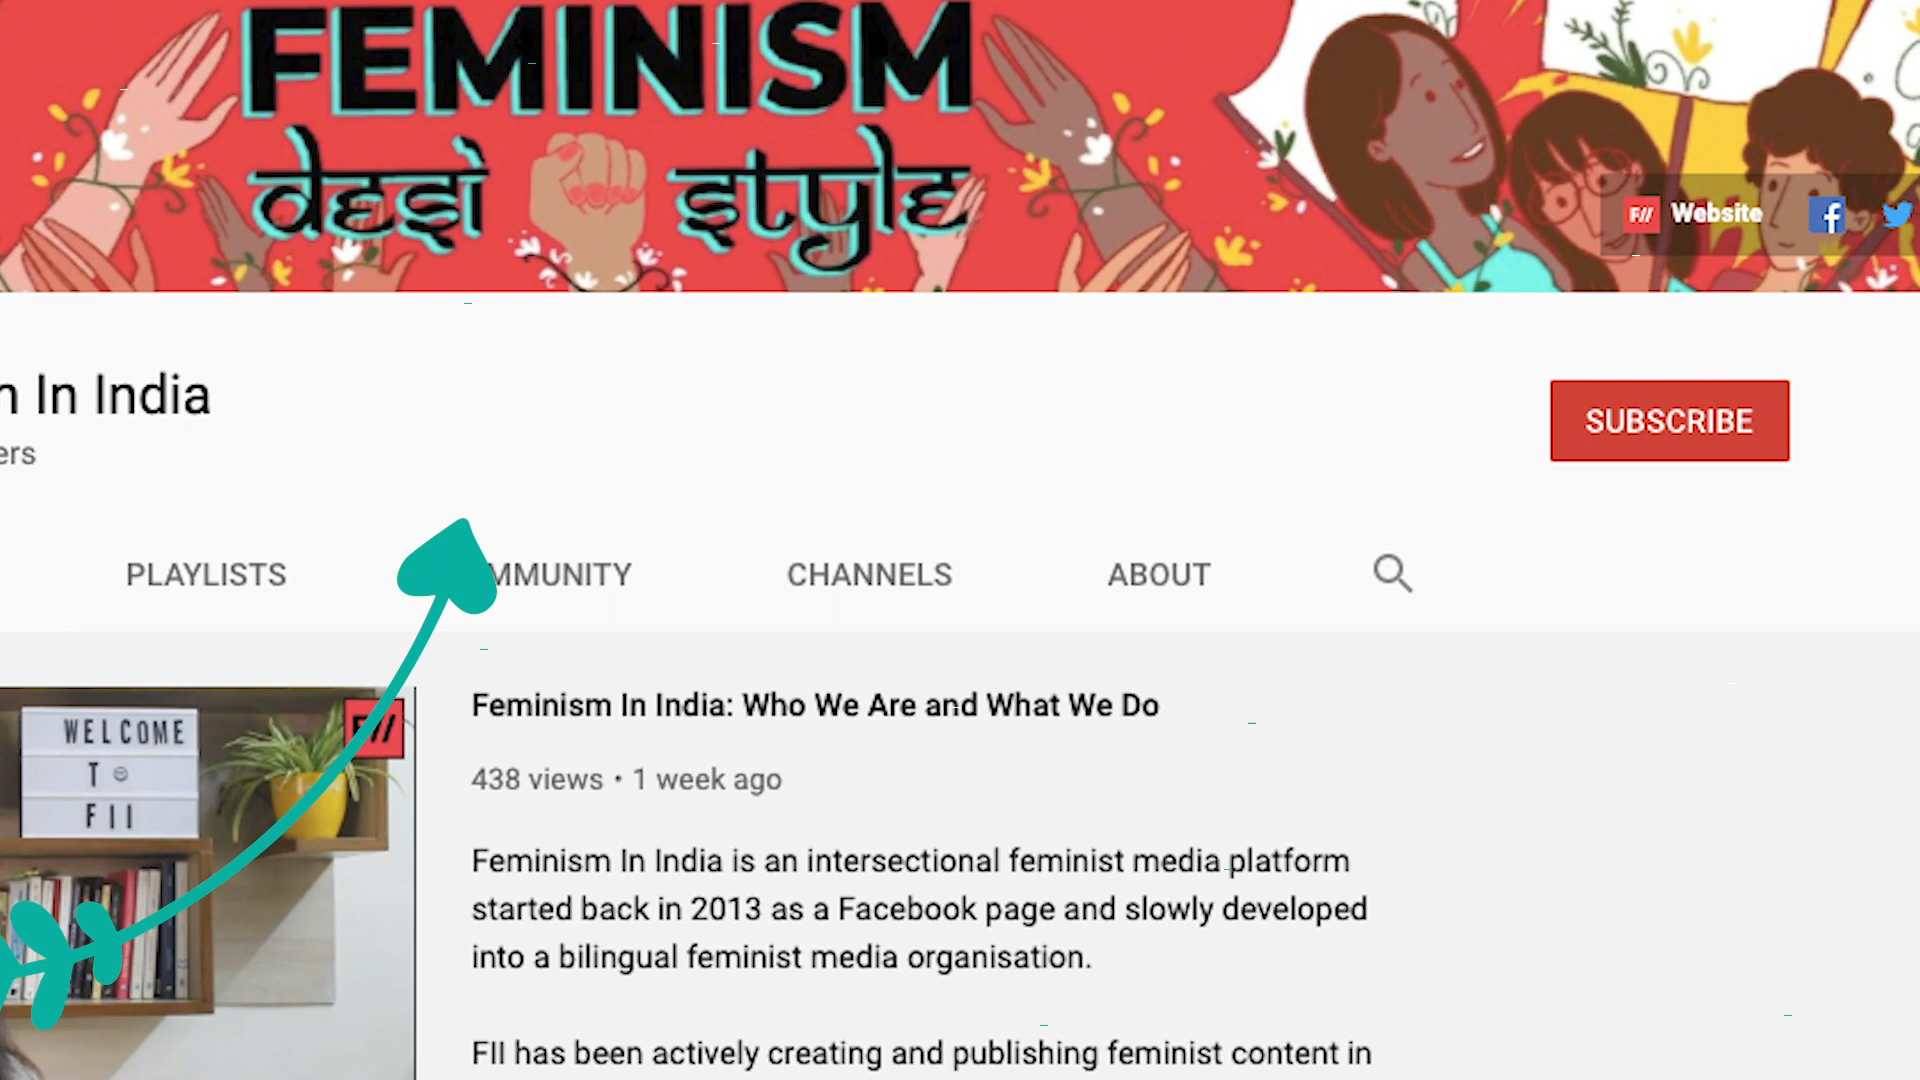 FEMINISM
desi style
FII Website
In India
SUBSCRIBE
PLAYLISTS
CHANNELS
ABOUT
Feminism In India: Who We Are and What We Do
438 views • 1 week ago
WELCOME
T☺
FII
Feminism In India is an intersectional feminist media platform
started back in 2013 as a Facebook page and slowly developed
into a bilingual feminist media organisation.
FII has been actively creating and publishing feminist content in